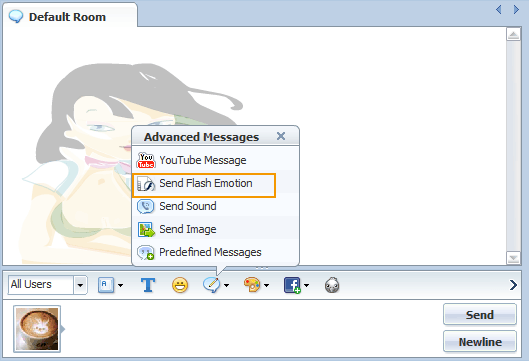 Default Room
Advanced Messages
You Tube YouTube Message
Send Flash Emotion
Send Sound
Send Image
Predefined Messages
All Users
Send
Newline